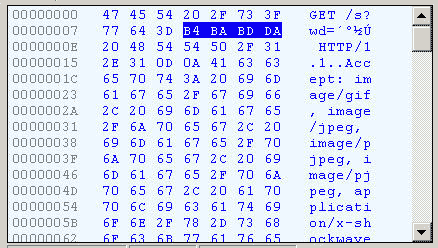 00000000 47 45 54 20 2F 73 3F GET /s?
00000007 77 64 3D B4 BA BD DA wd=´º½Ú
0000000E 20 48 54 54 50 2F 31 HTTP/1
00000015 2E 31 0D 0A 41 63 63 .1..Acc
0000001C 65 70 74 3A 20 69 6D ept: im
00000023 61 67 65 2F 67 69 66 age/gif
0000002A 2C 20 69 6D 61 67 65 , image
00000031 2F 6A 70 65 67 2C 20 /jpeg,
00000038 69 6D 61 67 65 2F 70 image/p
0000003F 6A 70 65 67 2C 20 69 jpeg, i
00000046 6D 61 67 65 2F 70 6A mage/pj
0000004D 70 65 67 2C 20 61 70 peg, ap
00000054 70 6C 69 63 61 74 69 plicati
0000005B 6F 6E 2F 78 2D 73 68 on/x-sh
00000062 6F 63 6B 77 61 76 65 ockwave